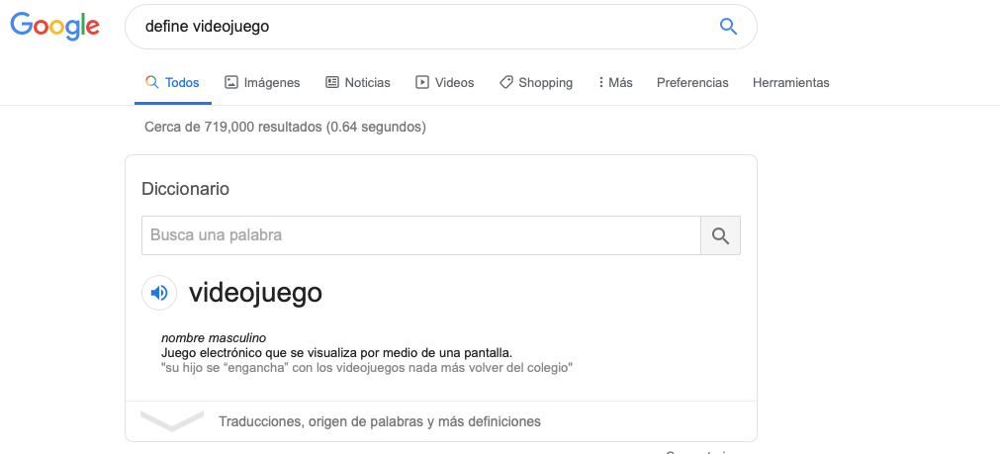 Google
define videojuego
Todos Imágenes Noticias Videos Shopping Más Preferencias Herramientas
Cerca de 719,000 resultados (0.64 segundos)
Diccionario
Busca una palabra
videojuego
nombre masculino
Juego electrónico que se visualiza por medio de una pantalla.
"su hijo se “engancha” con los videojuegos nada más volver del colegio"
Traducciones, origen de palabras y más definiciones